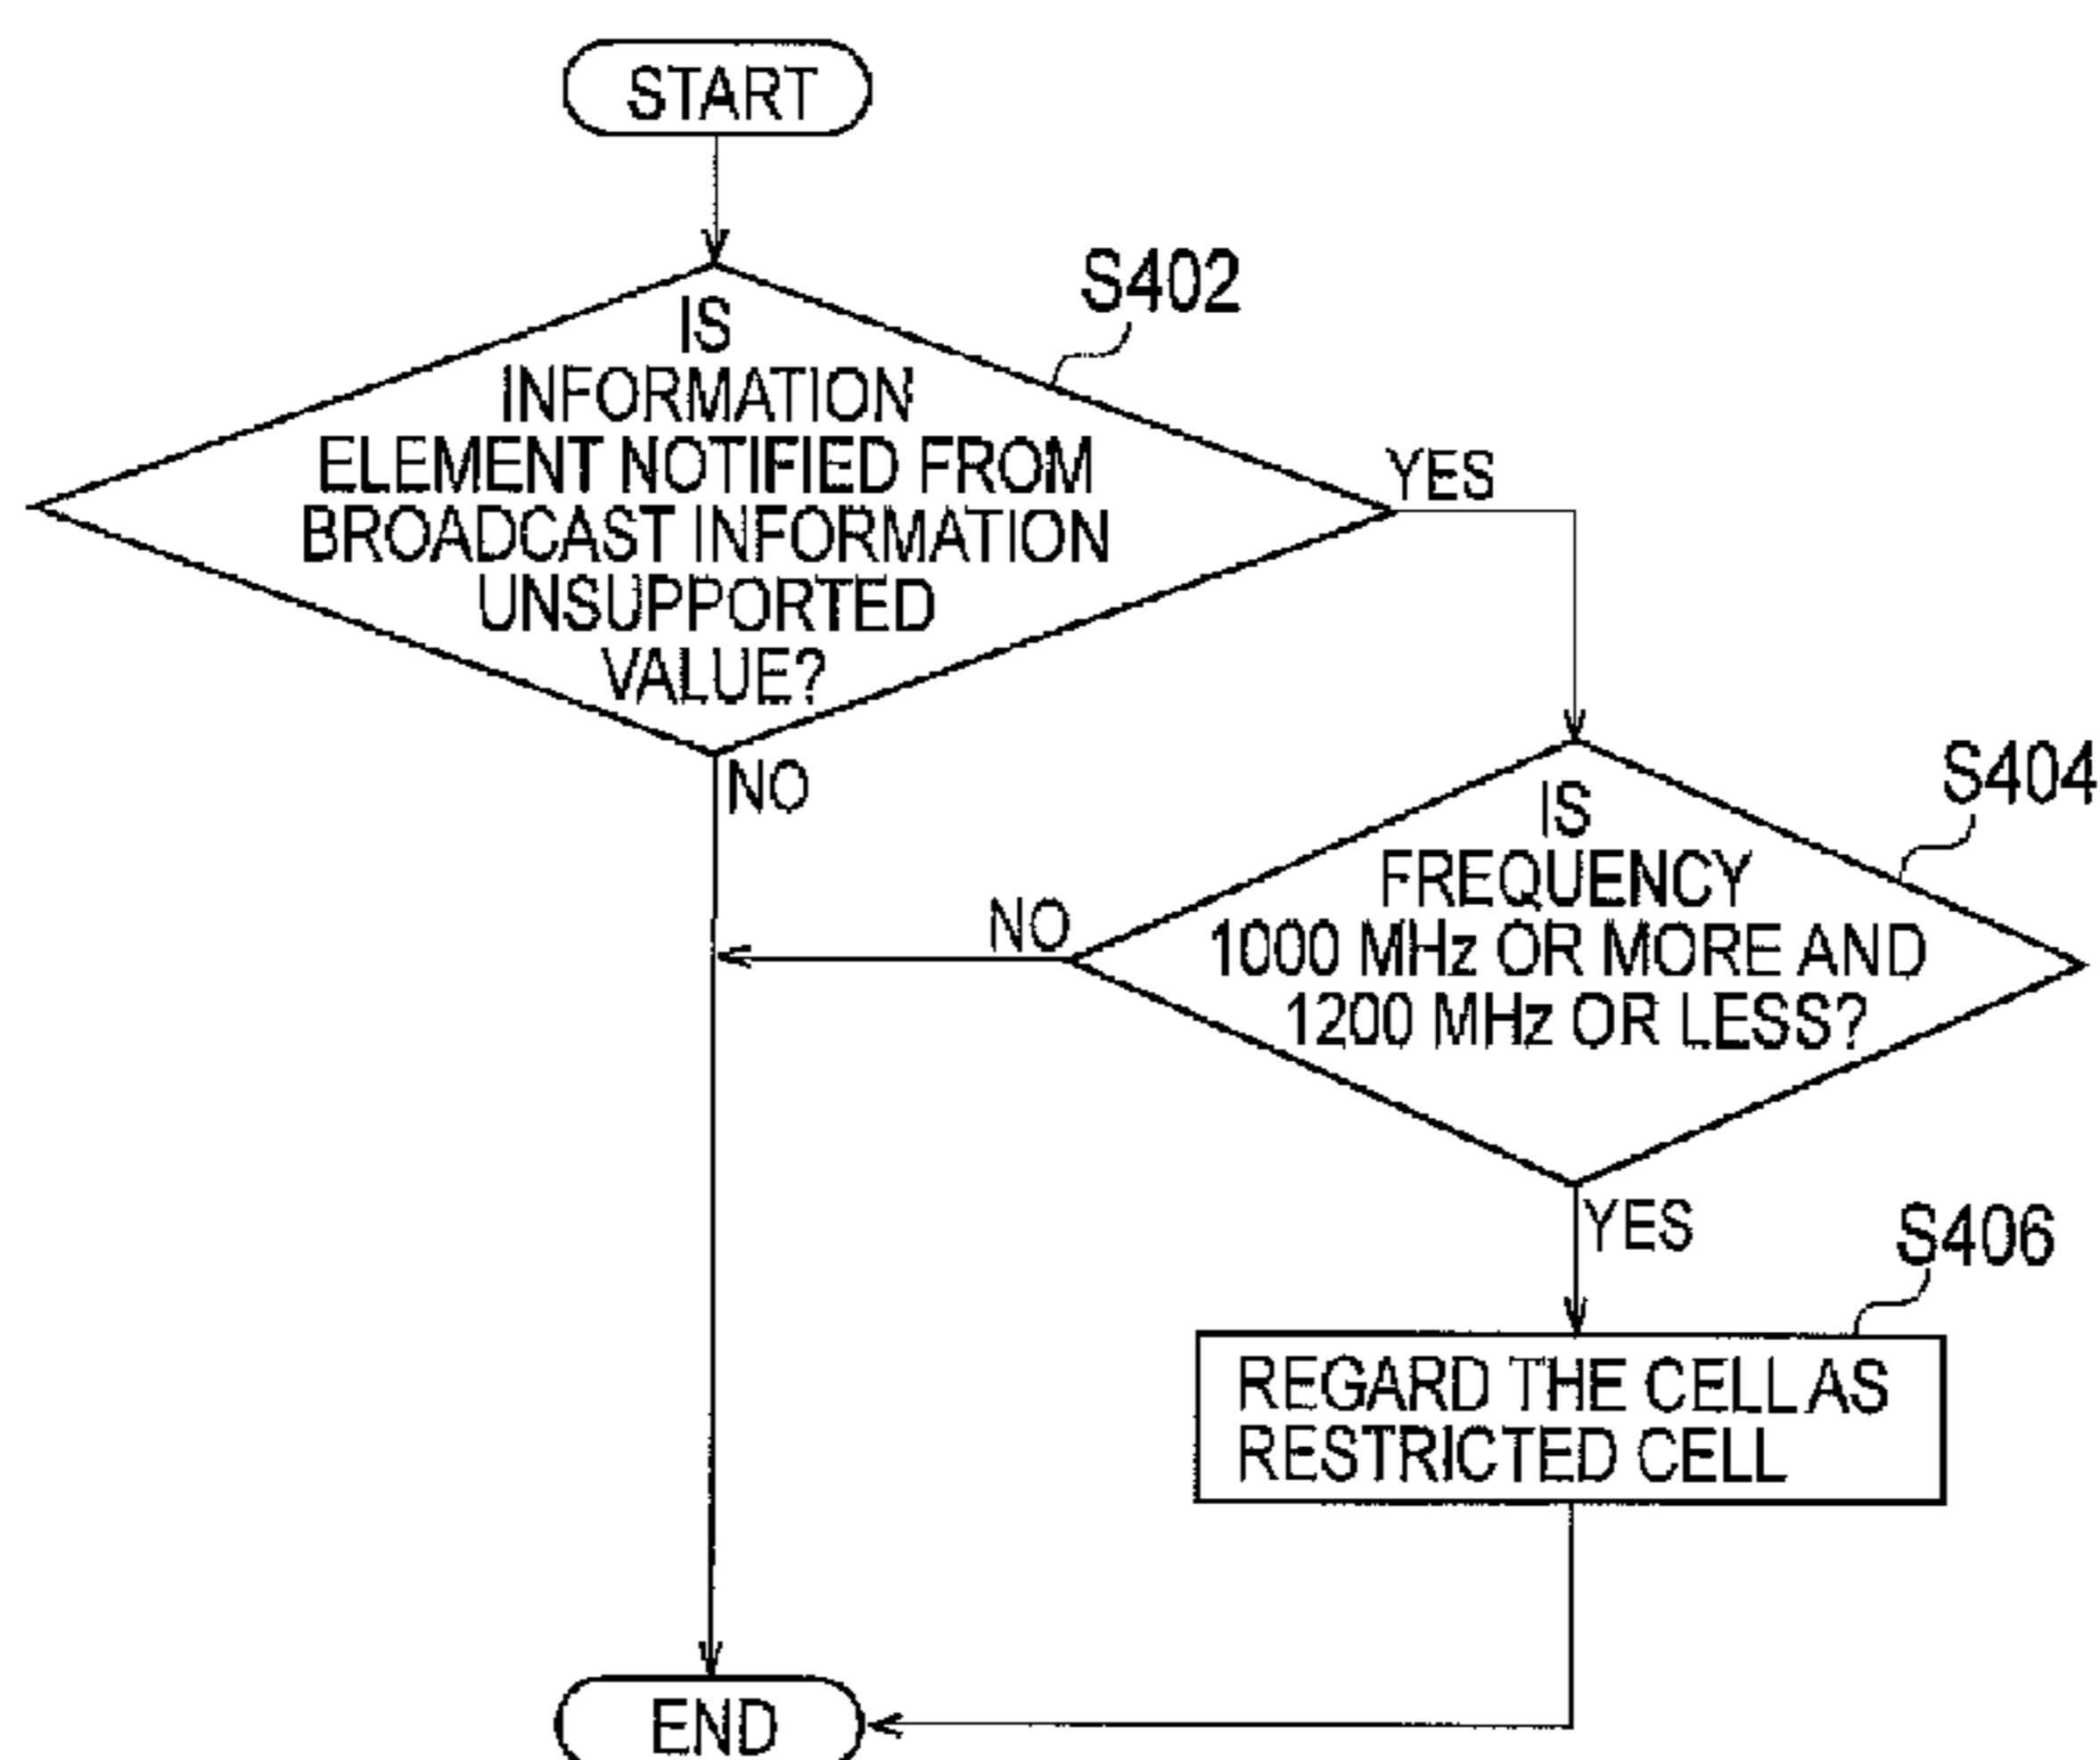 START
S402
IS
INFORMATION
ELEMENT NOTIFIED FROM
BROADCAST INFORMATION
UNSUPPORTED
VALUE?
YES
NO
S404
IS
FREQUENCY
1000 MHz OR MORE AND
1200 MHz OR LESS?
NO
YES
S406
REGARD THE CELL AS
RESTRICTED CELL
END